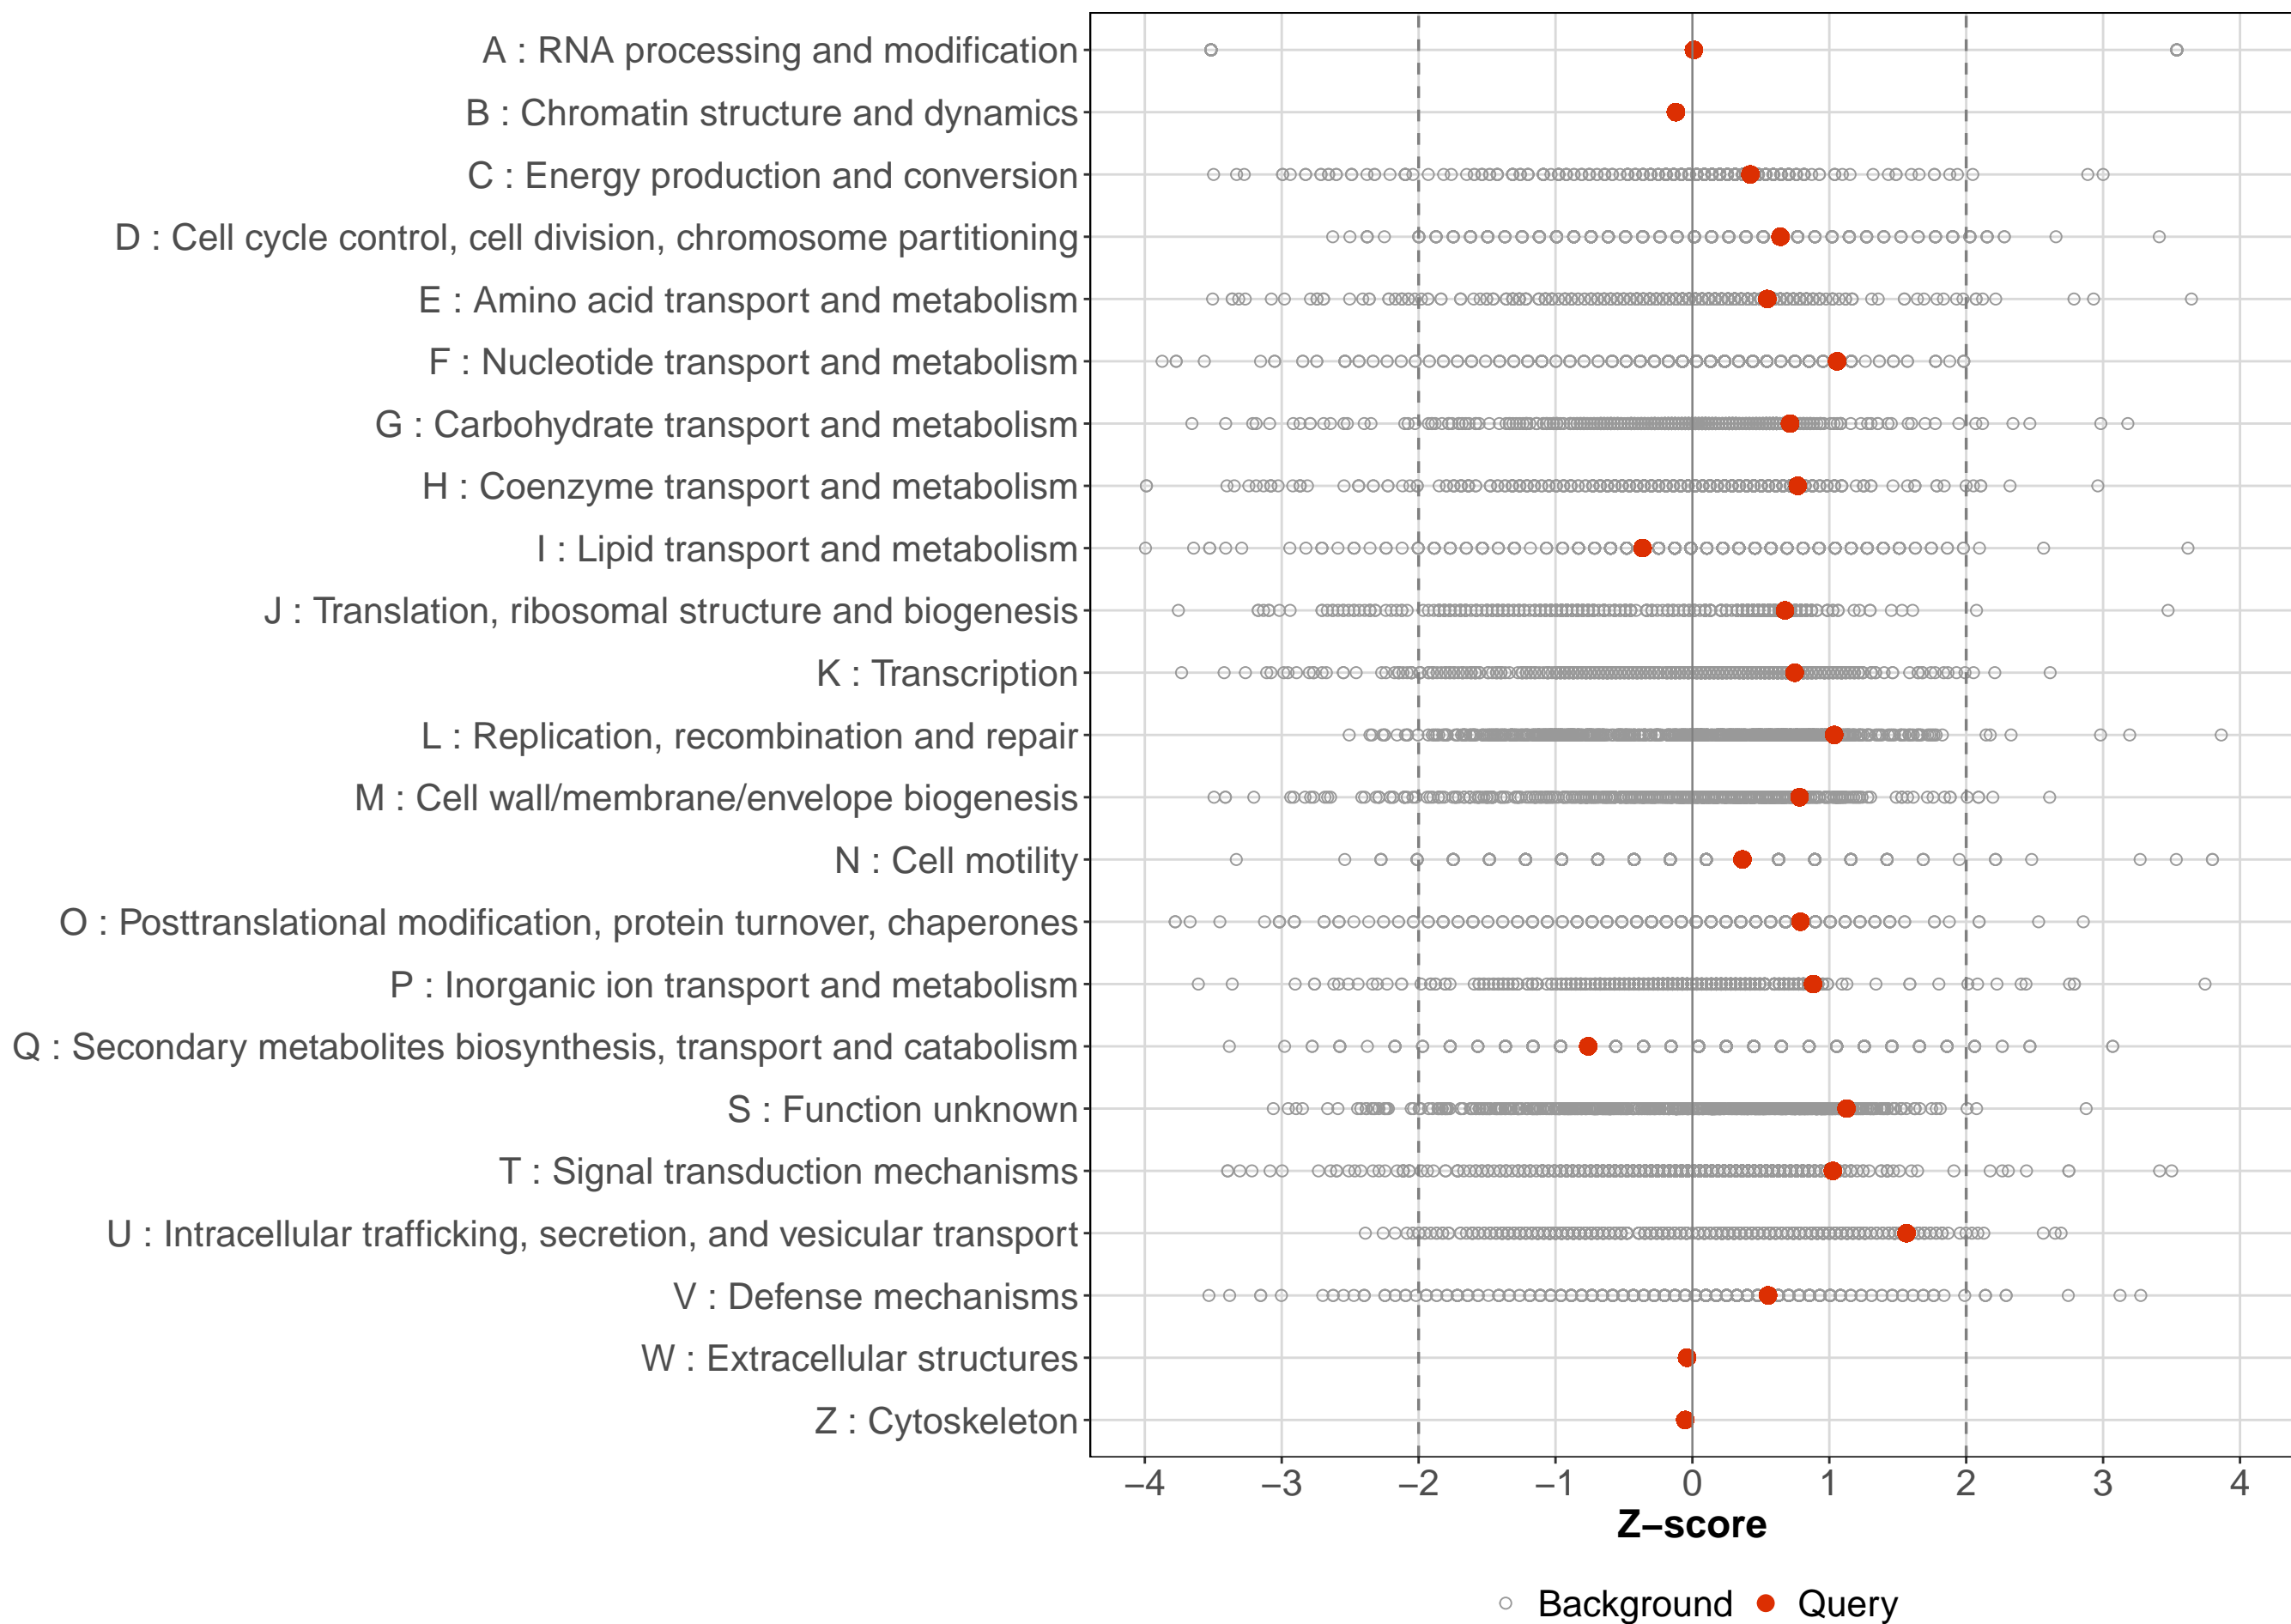 A : RNA processing and modification
B : Chromatin structure and dynamics
C : Energy production and conversion
D : Cell cycle control, cell division, chromosome partitioning
E : Amino acid transport and metabolism
F : Nucleotide transport and metabolism
G : Carbohydrate transport and metabolism
H : Coenzyme transport and metabolism
I : Lipid transport and metabolism
J : Translation, ribosomal structure and biogenesis
K : Transcription
L : Replication, recombination and repair
M : Cell wall/membrane/envelope biogenesis
N : Cell motility
O : Posttranslational modification, protein turnover, chaperones
P : Inorganic ion transport and metabolism
Q : Secondary metabolites biosynthesis, transport and catabolism
S : Function unknown
T : Signal transduction mechanisms
U : Intracellular trafficking, secretion, and vesicular transport
V : Defense mechanisms
W : Extracellular structures
Z : Cytoskeleton
−4 −3 −2 −1 0 1 2 3 4
Z−score
Background Query